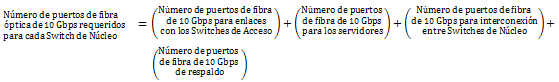 Número de puertos de fibra
óptica de 10 Gbps requeridos
para cada Switch de Núcleo
=
(Número de puertos de fibra
de 10 Gbps para enlaces
con los Switches de Acceso)
+
(Número de puertos
de fibra de 10 Gbps
para los servidores)
+
(Número de puertos de fibra
de 10 Gbps para interconexión
entre Switches de Núcleo)
+
(Número de puertos
de fibra de 10 Gbps
de respaldo)